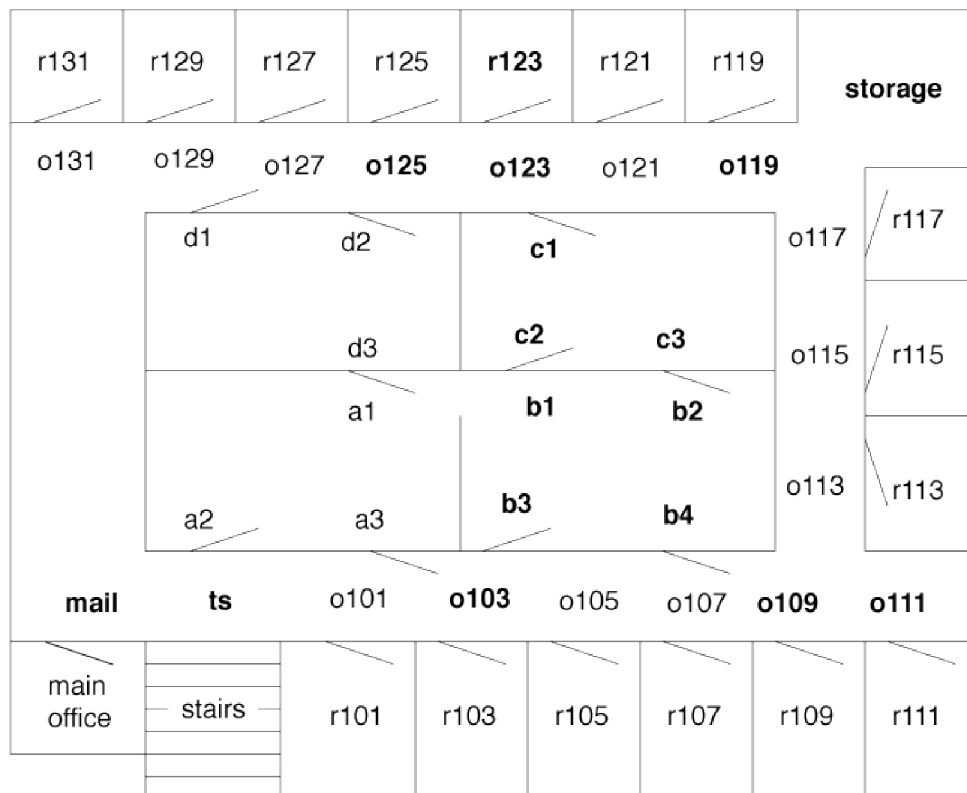 r131 r129 r127 r125 r123 r121 r119
storage
o131 o129 o127 o125 o123 o121 o119
d1 d2 c1 o117 r117
d3 c2 c3 o115 r115
a1 b1 b2
a2 a3 b3 b4 o113 r113
mail ts o101 o103 o105 o107 o109 o111
main
office
stairs r101 r103 r105 r107 r109 r111